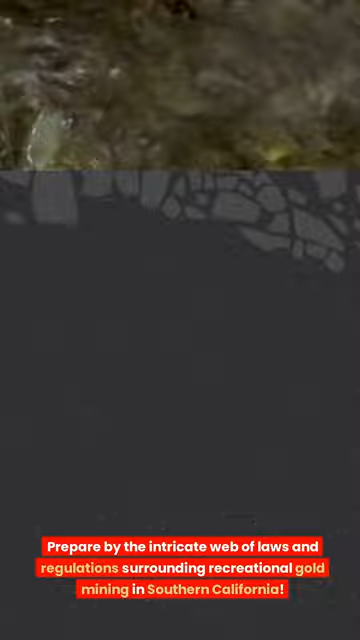 Prepare by the intricate web of laws and
regulations surrounding recreational gold
mining in Southern California!